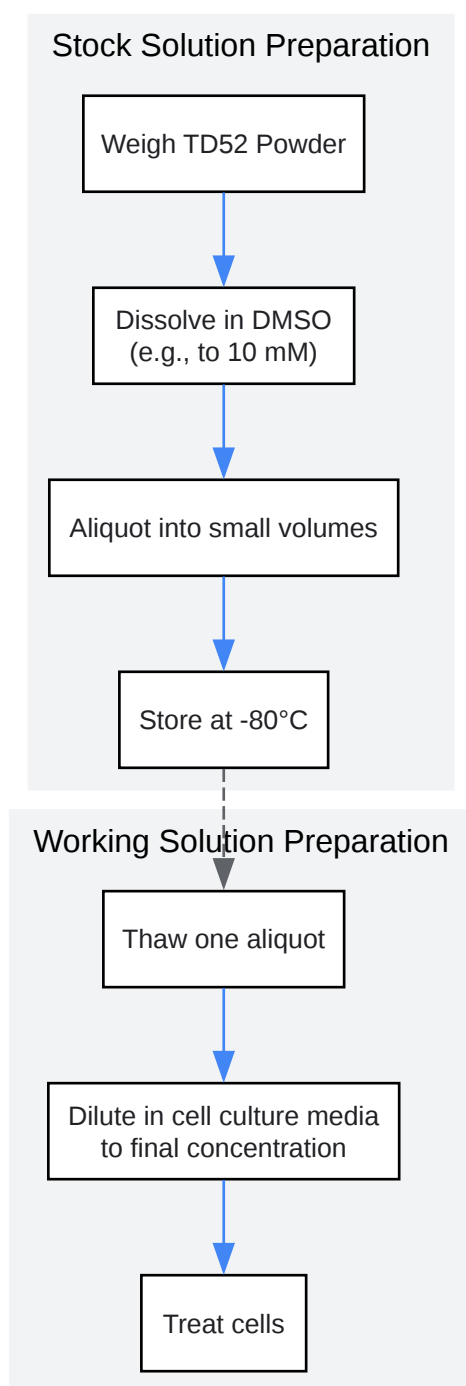 Stock Solution Preparation
Weigh TD52 Powder
Dissolve in DMSO
(e.g., to 10 mM)
Aliquot into small volumes
Store at -80°C
Working Solution Preparation
Thaw one aliquot
Dilute in cell culture media
to final concentration
Treat cells